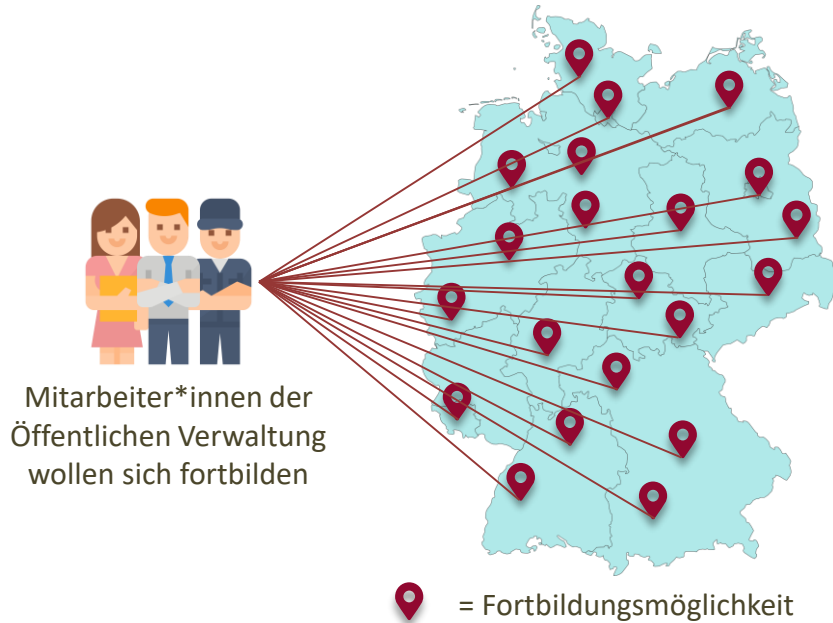 Mitarbeiter*innen der
Öffentlichen Verwaltung
wollen sich fortbilden
= Fortbildungsmöglichkeit